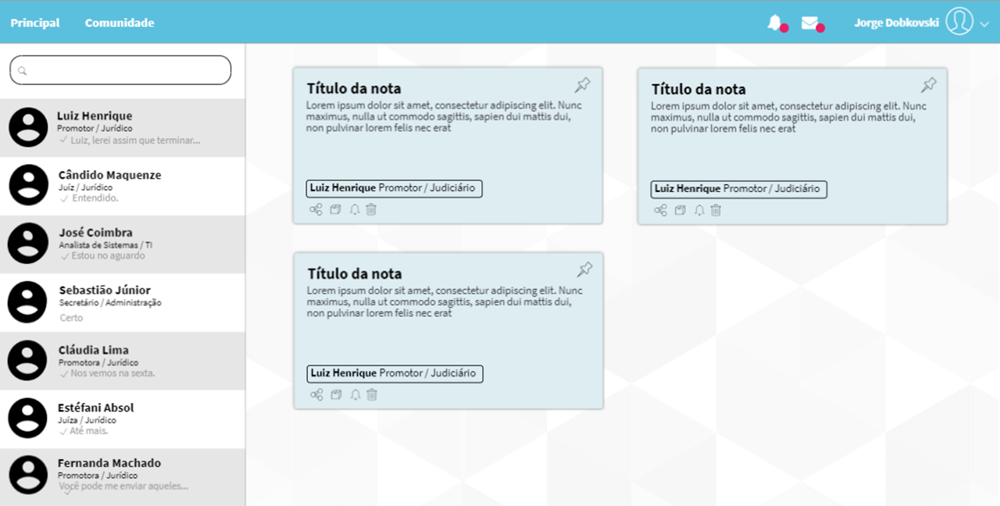 Principal Comunidade Jorge Dobkovski
Luiz Henrique
Promotor / Jurídico
Luiz, lerei assim que terminar...
Cândido Maquenze
Juíz / Jurídico
Entendido.
José Coimbra
Analista de Sistemas / TI
Estou no aguardo
Sebastião Júnior
Secretário / Administração
Certo
Cláudia Lima
Promotora / Jurídico
Nos vemos na sexta.
Estéfani Absol
Juíza / Jurídico
Até mais.
Fernanda Machado
Promotora / Jurídico
Você pode me enviar aqueles...
Título da nota
Lorem ipsum dolor sit amet, consectetur adipiscing elit. Nunc
maximus, nulla ut commodo sagittis, sapien dui mattis dui,
non pulvinar lorem felis nec erat
Luiz Henrique Promotor / Judiciário
Título da nota
Lorem ipsum dolor sit amet, consectetur adipiscing elit. Nunc
maximus, nulla ut commodo sagittis, sapien dui mattis dui,
non pulvinar lorem felis nec erat
Luiz Henrique Promotor / Judiciário
Título da nota
Lorem ipsum dolor sit amet, consectetur adipiscing elit. Nunc
maximus, nulla ut commodo sagittis, sapien dui mattis dui,
non pulvinar lorem felis nec erat
Luiz Henrique Promotor / Judiciário